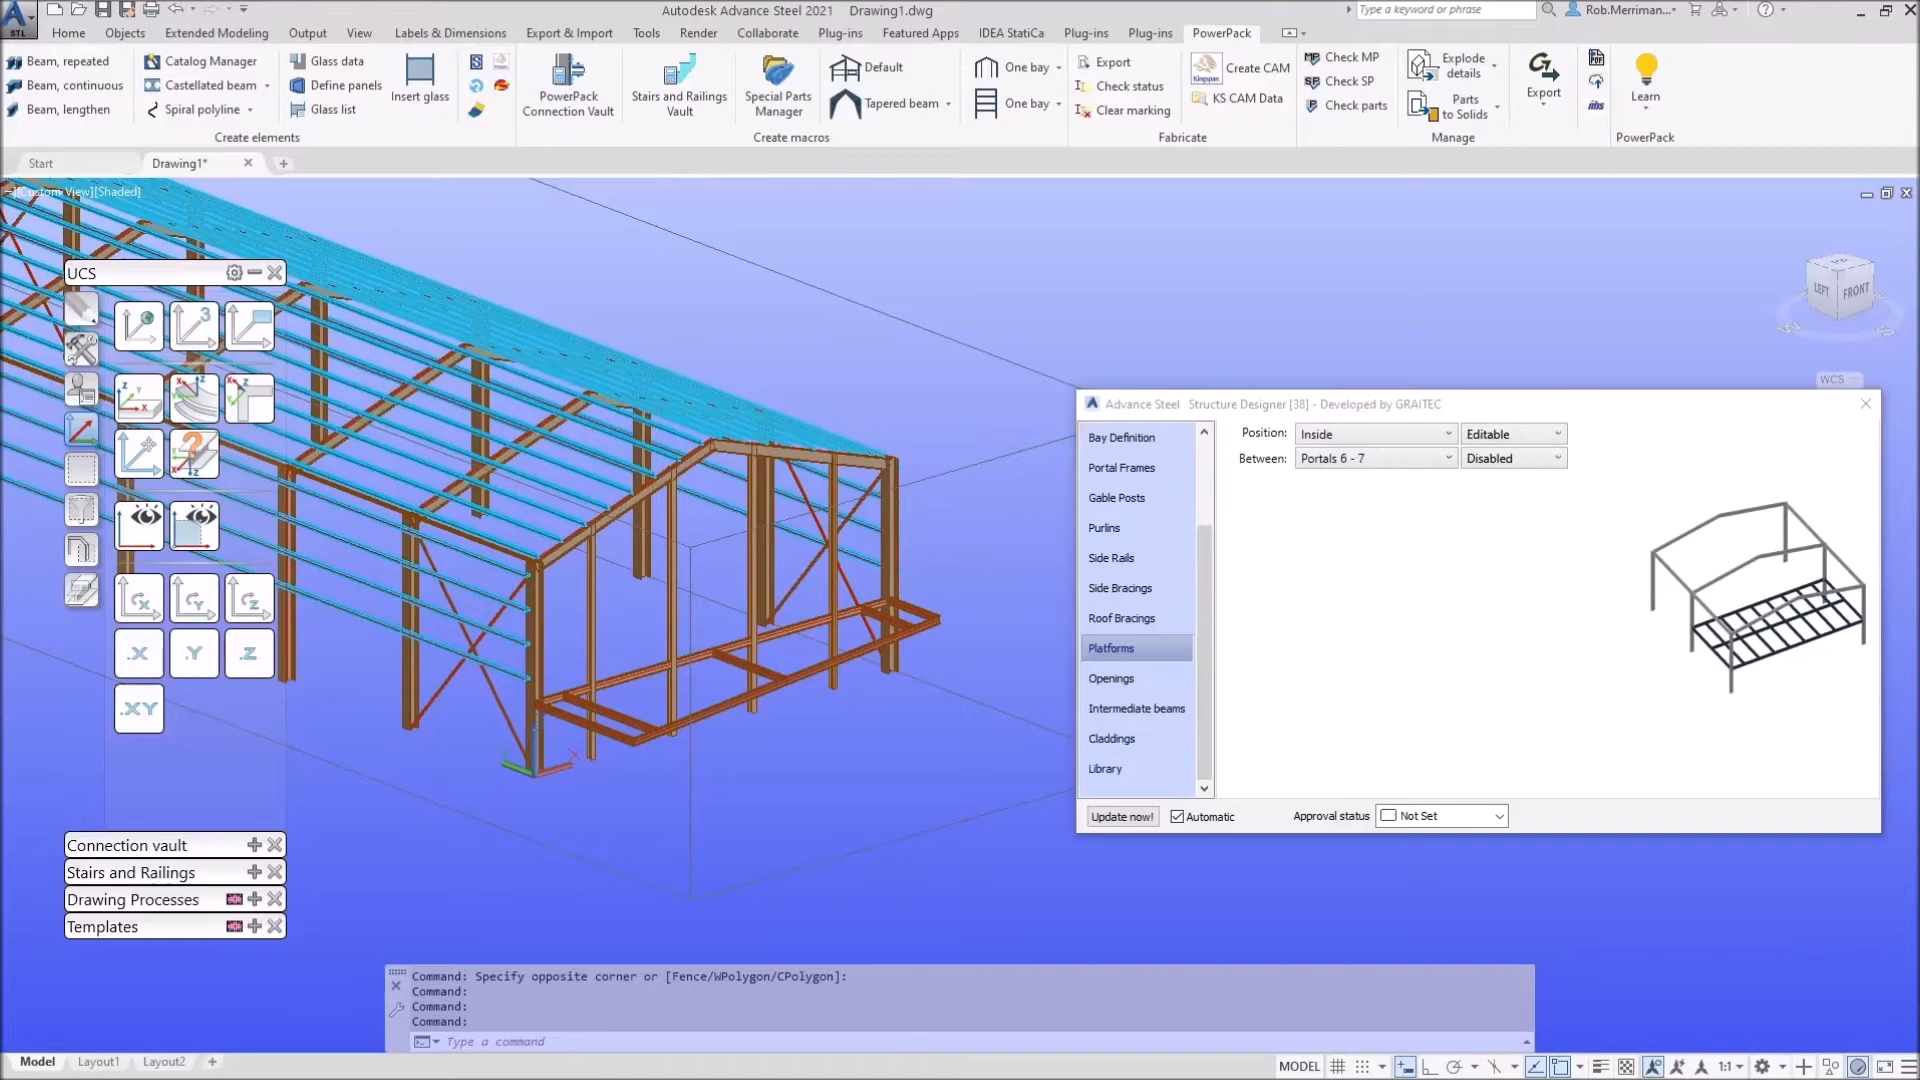 Autodesk Advance Steel 2021 Drawing1.dwg
Type a keyword or phrase
Rob.Merriman...
STL
Home Objects Extended Modeling Output View Labels & Dimensions Export & Import Tools Render Collaborate Plug-ins Featured Apps IDEA StatiCa Plug-ins Plug-ins PowerPack
Beam, repeated
Beam, continuous
Beam, lengthen
Catalog Manager
Castellated beam
Spiral polyline
Glass data
Define panels
Glass list
Insert glass
Create elements
PowerPack
Connection Vault
Stairs and Railings
Vault
Special Parts
Manager
Default
Tapered beam
One bay
One bay
Create macros
Export
Check status
Clear marking
Kingspan
Create CAM
KS CAM Data
Fabricate
Check MP
Check SP
Check parts
Explode
details
Parts
to Solids
Manage
Export
Learn
PowerPack
Start
Drawing1*
[Custom View][Shaded]
UCS
3
X Y Z
.X .Y .Z
.XY
Connection vault
Stairs and Railings
Drawing Processes
Templates
LEFT FRONT
WCS
Advance Steel Structure Designer [38] - Developed by GRAITEC
Bay Definition
Portal Frames
Gable Posts
Purlins
Side Rails
Side Bracings
Roof Bracings
Platforms
Openings
Intermediate beams
Claddings
Library
Position: Inside Editable
Between: Portals 6 - 7 Disabled
Update now! Automatic Approval status Not Set
Command: Specify opposite corner or [Fence/WPolygon/CPolygon]:
Command:
Command:
Command:
Type a command
Model Layout1 Layout2
MODEL
1:1